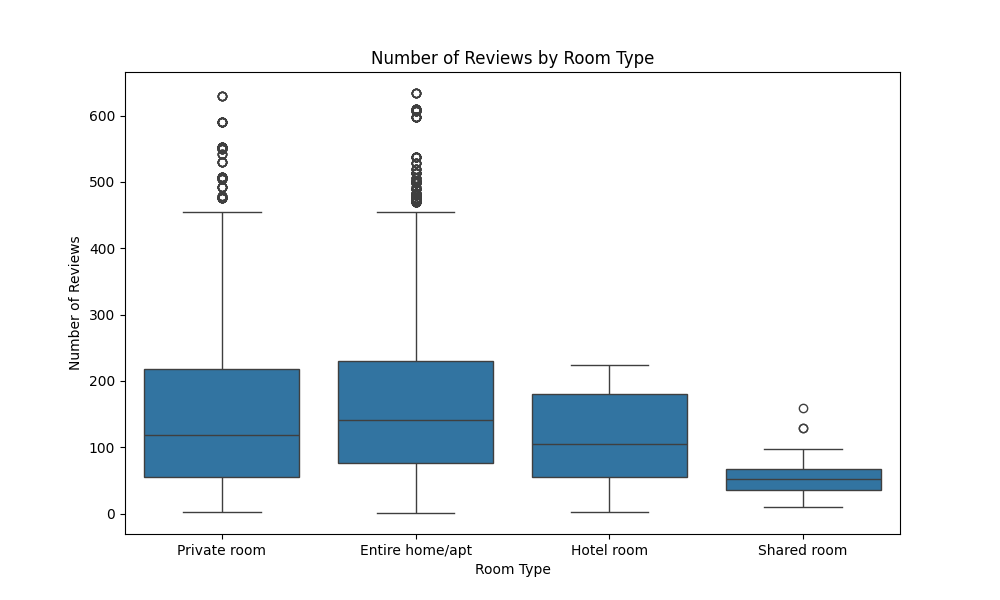 Number of Reviews by Room Type
Number of Reviews
600
500
400
300
200
100
0
Private room
Entire home/apt
Hotel room
Shared room
Room Type